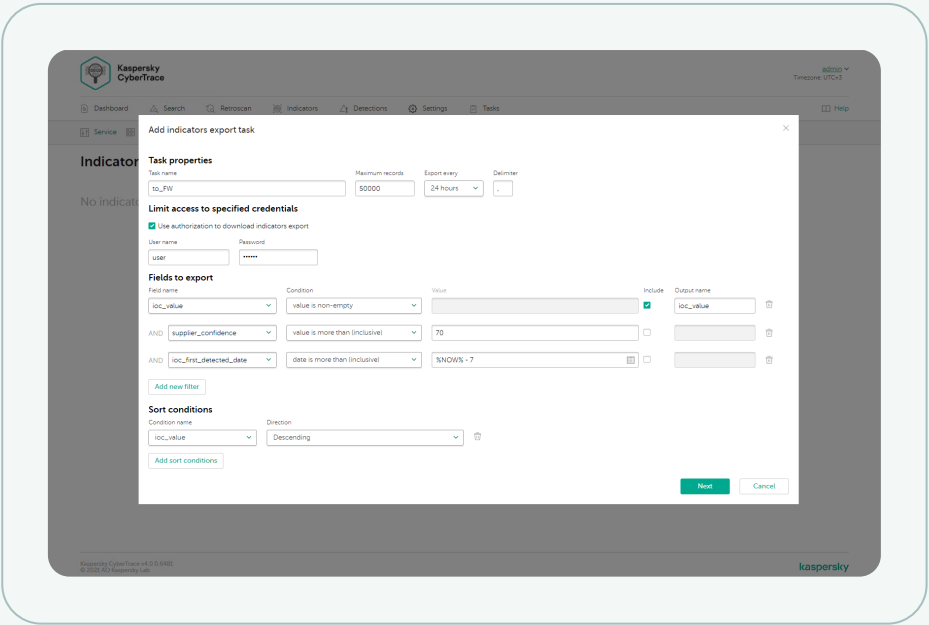 Kaspersky
CyberTrace
admin
Timezone: UTC+3
Dashboard Search Retroscan Indicators Detections Settings Tasks Help
Service
Add indicators export task
Indicator
No indicato
Task properties
Task name Maximum records Export every Delimiter
to_FW 50000 24 hours
Limit access to specified credentials
Use authorization to download indicators export
User name Password
user ••••••
Fields to export
Field name Condition Value Include Output name
ioc_value value is non-empty ioc_value
AND supplier_confidence value is more than (inclusive) 70
AND ioc_first_detected_date date is more than (inclusive) %NOW% - 7
Add new filter
Sort conditions
Condition name Direction
ioc_value Descending
Add sort conditions
Next Cancel
Kaspersky CyberTrace
AO Kaspersky Lab
kaspersky